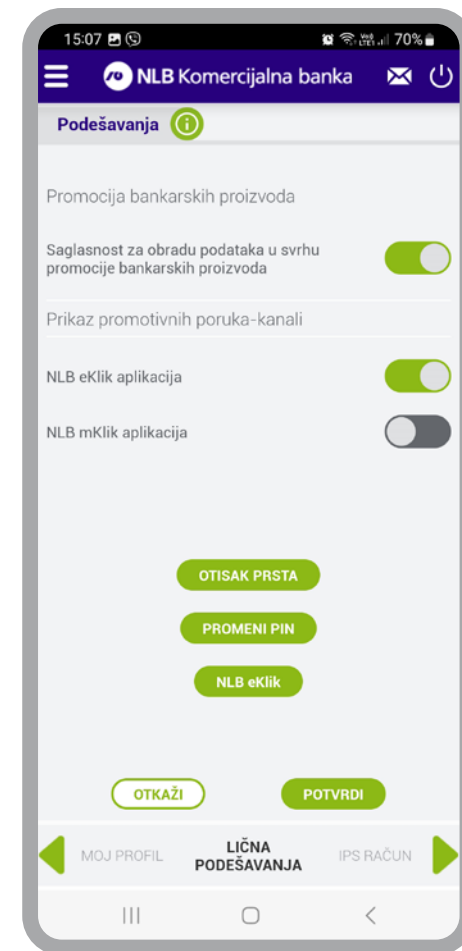 15:07 70%
NLB Komercijalna banka
Podešavanja
Promocija bankarskih proizvoda
Saglasnost za obradu podataka u svrhu
promocije bankarskih proizvoda
Prikaz promotivnih poruka-kanali
NLB eKlik aplikacija
NLB mKlik aplikacija
OTISAK PRSTA
PROMENI PIN
NLB eKlik
OTKAŽI POTVRDI
MOJ PROFIL LIČNA PODEŠAVANJA IPS RAČUN